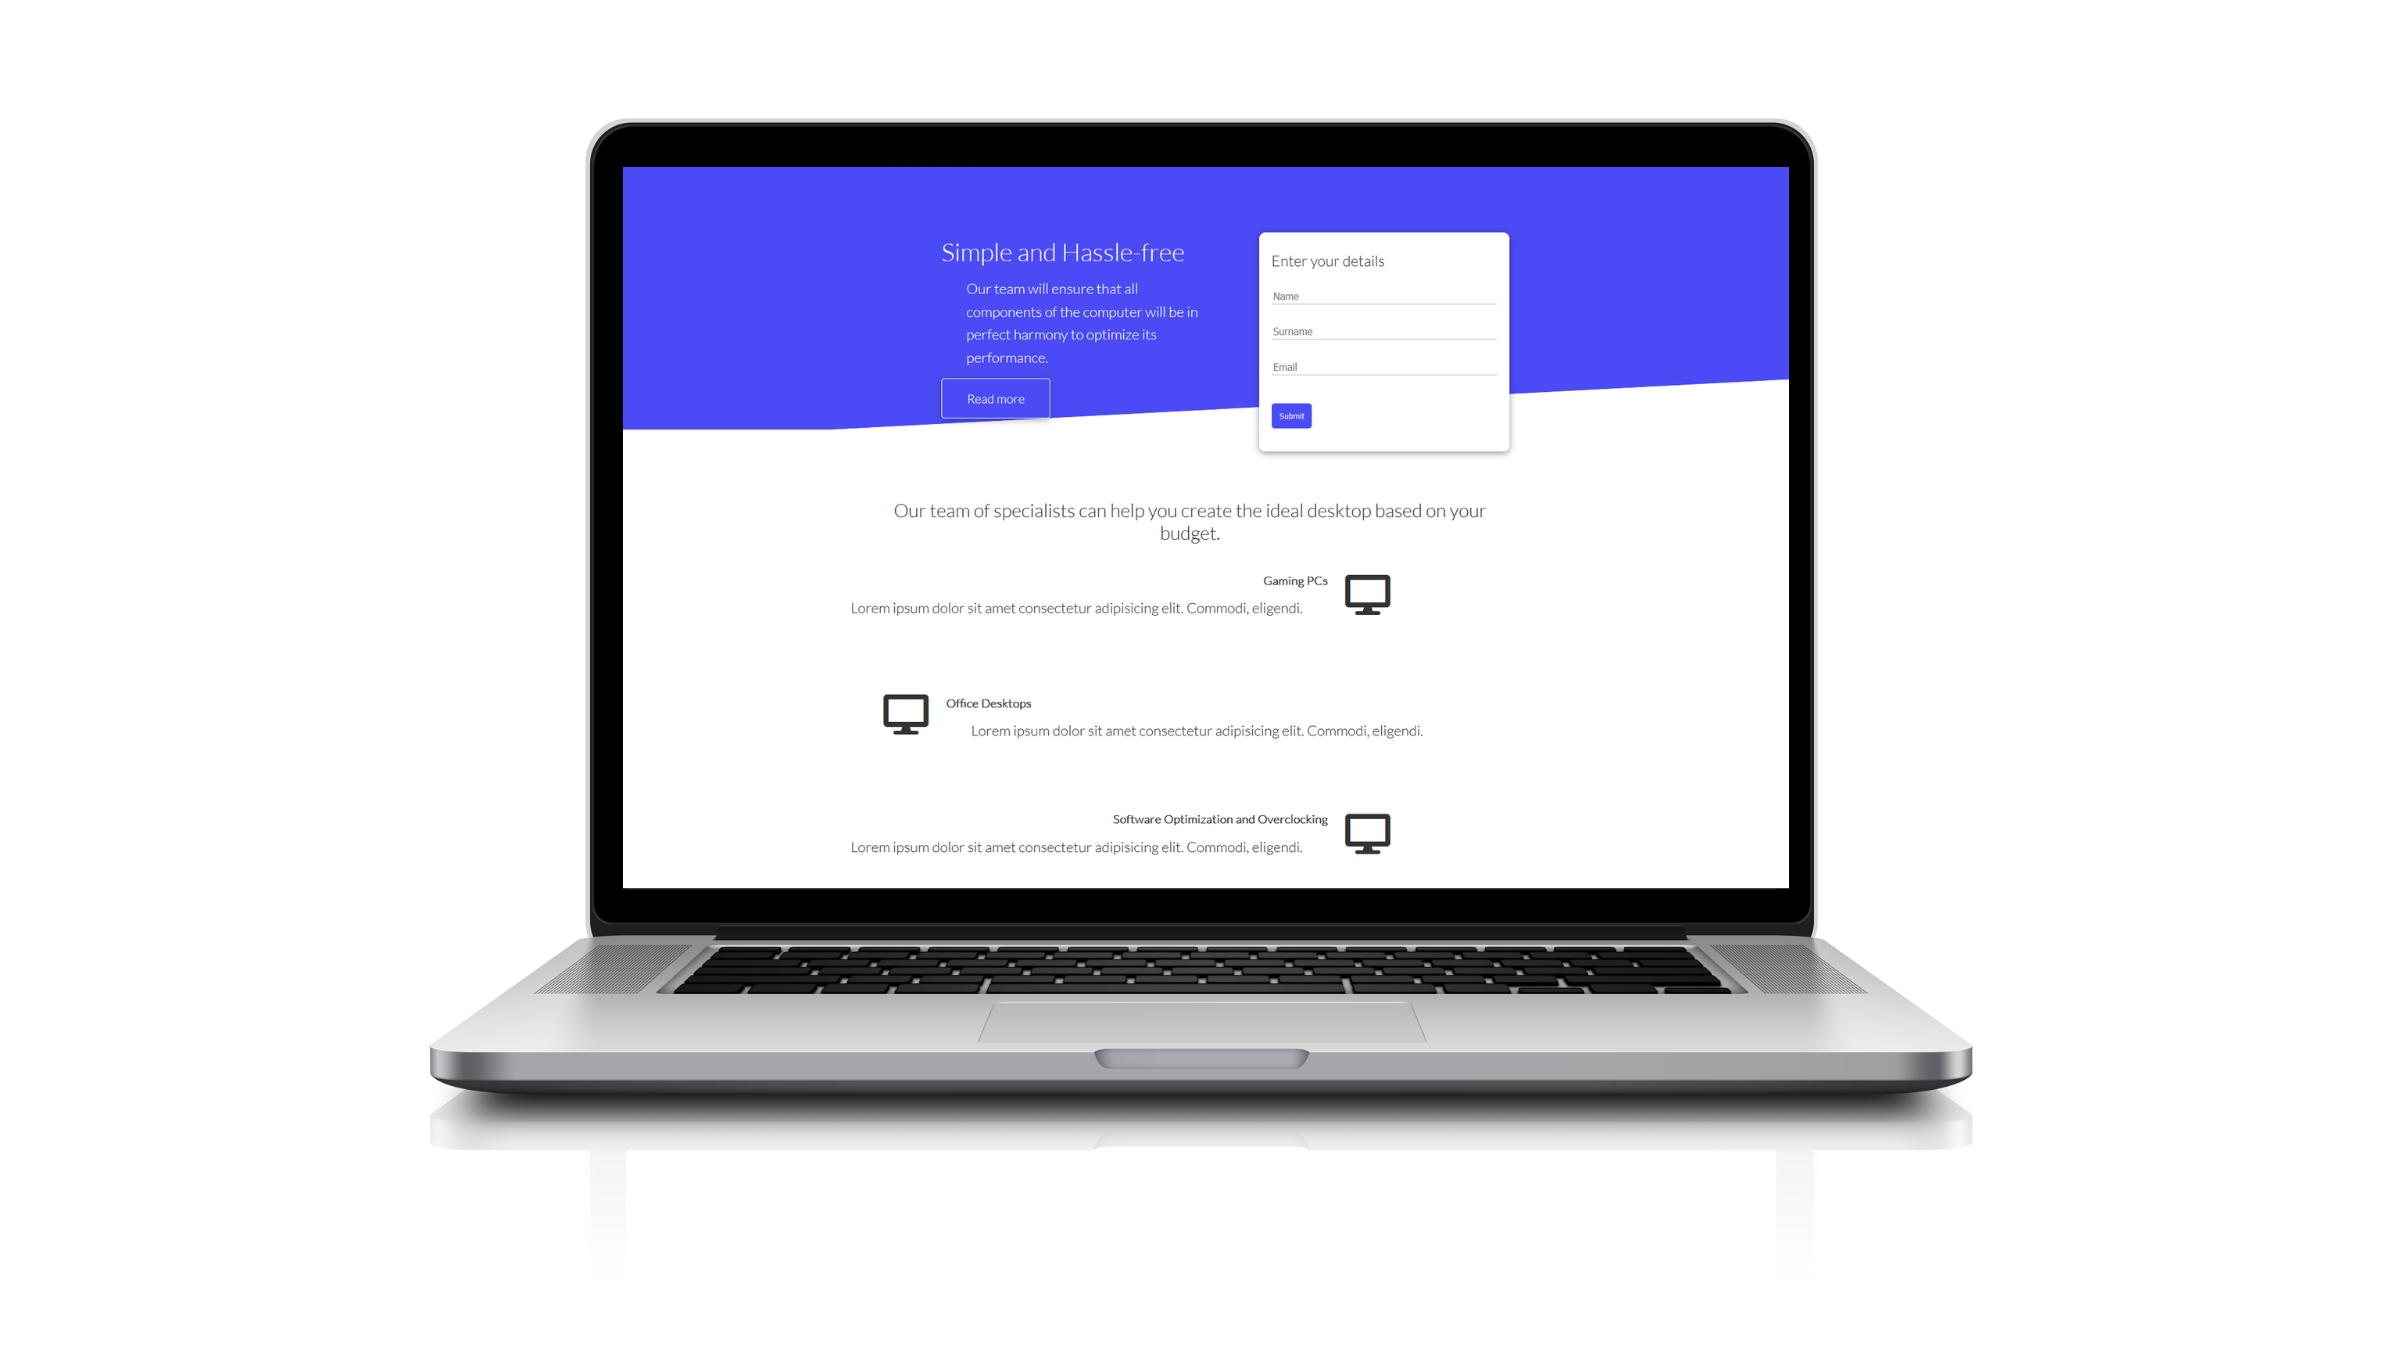 Simple and Hassle-free
Our team will ensure that all
components of the computer will be in
perfect harmony to optimize its
performance.
Read more
Enter your details
Name
Surname
Email
Submit
Our team of specialists can help you create the ideal desktop based on your
budget.
Gaming PCs
Lorem ipsum dolor sit amet consectetur adipisicing elit. Commodi, eligendi.
Office Desktops
Lorem ipsum dolor sit amet consectetur adipisicing elit. Commodi, eligendi.
Software Optimization and Overclocking
Lorem ipsum dolor sit amet consectetur adipisicing elit. Commodi, eligendi.